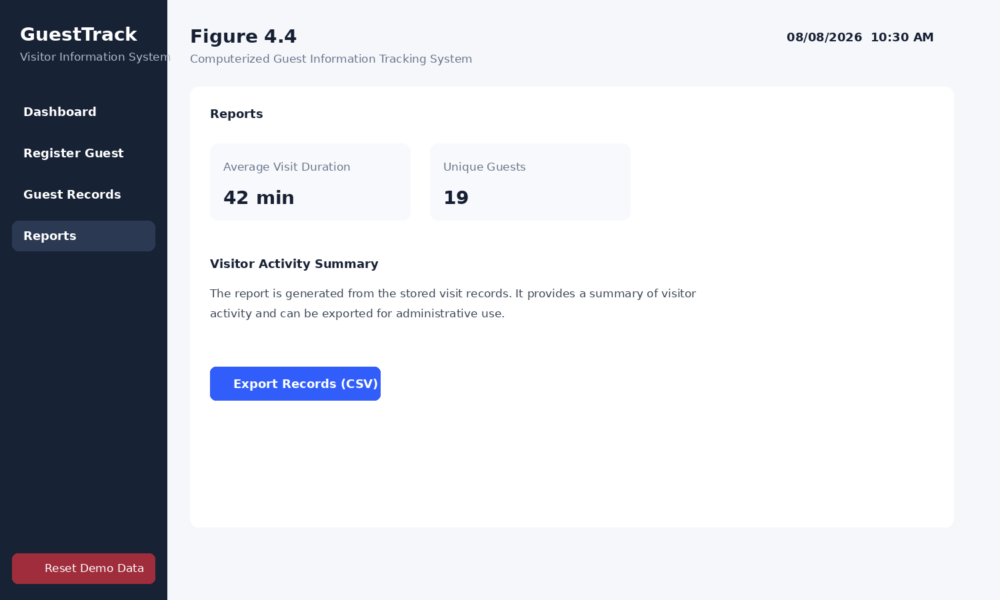 GuestTrack
Visitor Information System
Dashboard
Register Guest
Guest Records
Reports
Reset Demo Data
Figure 4.4
Computerized Guest Information Tracking System
08/08/2026 10:30 AM
Reports
Average Visit Duration
42 min
Unique Guests
19
Visitor Activity Summary
The report is generated from the stored visit records. It provides a summary of visitor
activity and can be exported for administrative use.
Export Records (CSV)